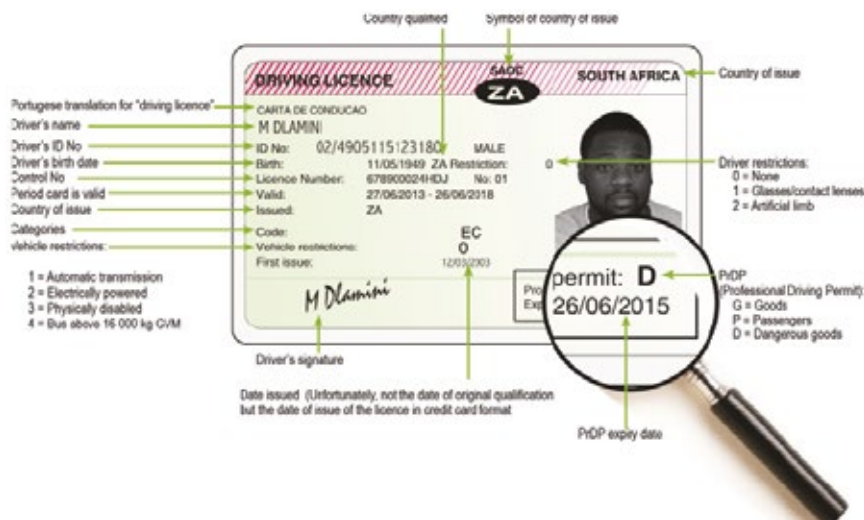 Country qualified
Symbol of country of issue
DRIVING LICENCE
SADC
ZA
SOUTH AFRICA
Country of issue
Portugese translation for "driving licence"
CARTA DE CONDUCAO
Driver's name
M DLAMINI
Driver's ID No
ID No: 02/4905115123180 MALE
Driver's birth date
Birth: 11/05/1949 ZA Restriction: 0
Control No
Licence Number: 678900024HDJ No: 01
Period card is valid
Valid: 27/06/2013 - 26/06/2018
Country of issue
Issued: ZA
Categories
Code: EC
Vehicle restrictions:
Vehicle restrictions: 0
First issue: 12/03/2003
1 = Automatic transmission
2 = Electrically powered
3 = Physically disabled
4 = Bus above 16 000 kg GVM
Driver restrictions:
0 = None
1 = Glasses/contact lenses
2 = Artificial limb
M Dlamini
Pro
Exp
permit: D
26/06/2015
PrDP
(Professional Driving Permit):
G = Goods
P = Passengers
D = Dangerous goods
Driver's signature
Date issued (Unfortunately, not the date of original qualification
but the date of issue of the licence in credit card format
PrDP expiry date